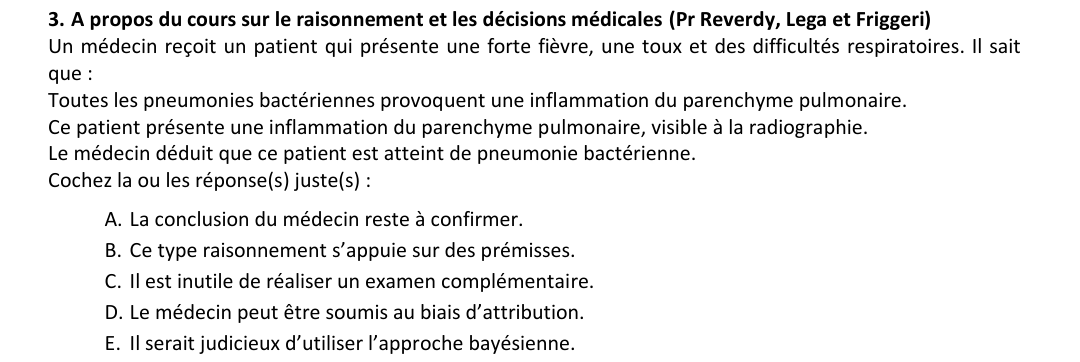 3. A propos du cours sur le raisonnement et les décisions médicales (Pr Reverdy, Lega et Friggeri)
Un médecin reçoit un patient qui présente une forte fièvre, une toux et des difficultés respiratoires. Il sait
que :
Toutes les pneumonies bactériennes provoquent une inflammation du parenchyme pulmonaire.
Ce patient présente une inflammation du parenchyme pulmonaire, visible à la radiographie.
Le médecin déduit que ce patient est atteint de pneumonie bactérienne.
Cochez la ou les réponse(s) juste(s) :
A. La conclusion du médecin reste à confirmer.
B. Ce type raisonnement s’appuie sur des prémisses.
C. Il est inutile de réaliser un examen complémentaire.
D. Le médecin peut être soumis au biais d’attribution.
E. Il serait judicieux d’utiliser l’approche bayésienne.